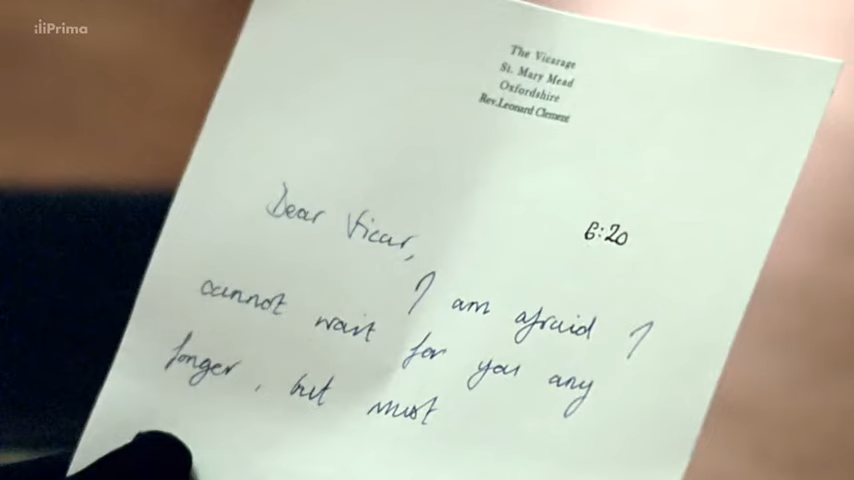 iPrima
The Vicarage
St. Mary Mead
Oxfordshire
Rev. Leonard Clement
6:20
Dear Vicar,
I am afraid I
cannot wait for you any
longer, but must